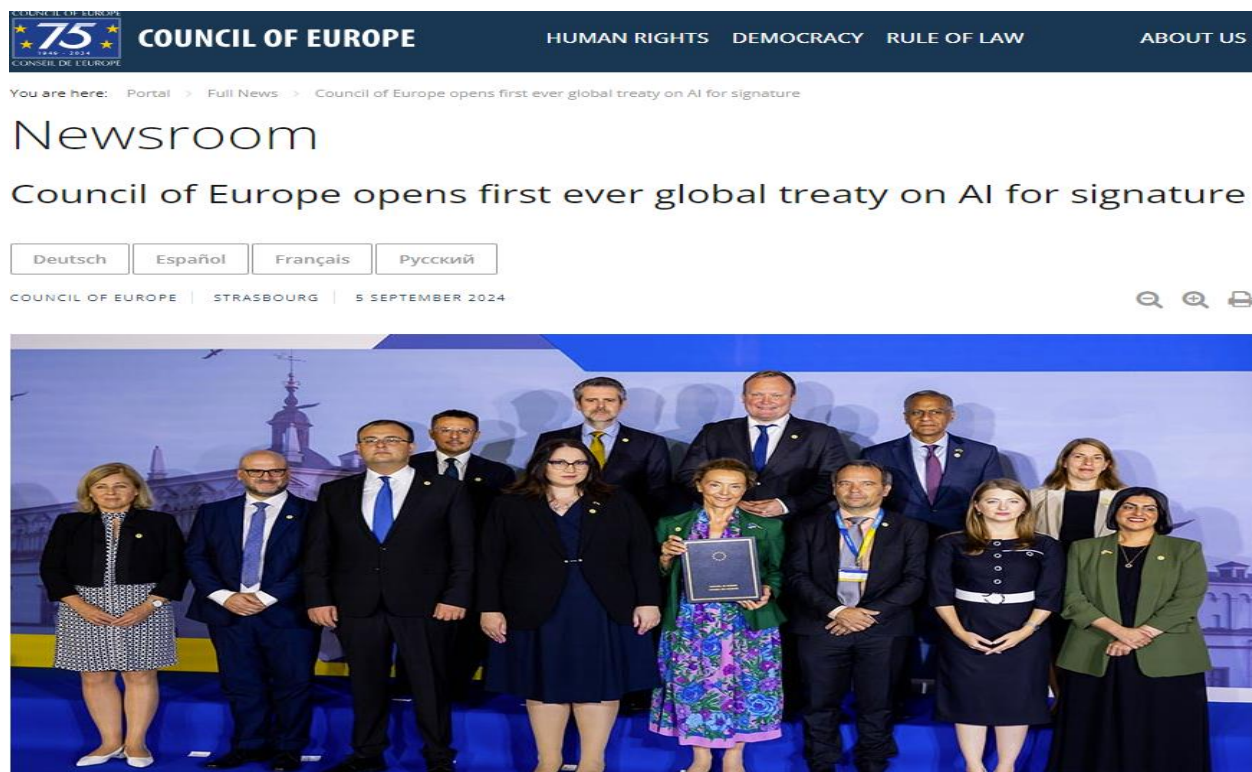 COUNCIL OF EUROPE
75
1949 - 2024
CONSEIL DE L'EUROPE
COUNCIL OF EUROPE
HUMAN RIGHTS DEMOCRACY RULE OF LAW ABOUT US
You are here: Portal > Full News > Council of Europe opens first ever global treaty on AI for signature
Newsroom
Council of Europe opens first ever global treaty on AI for signature
Deutsch Español Français Русский
COUNCIL OF EUROPE | STRASBOURG | 5 SEPTEMBER 2024